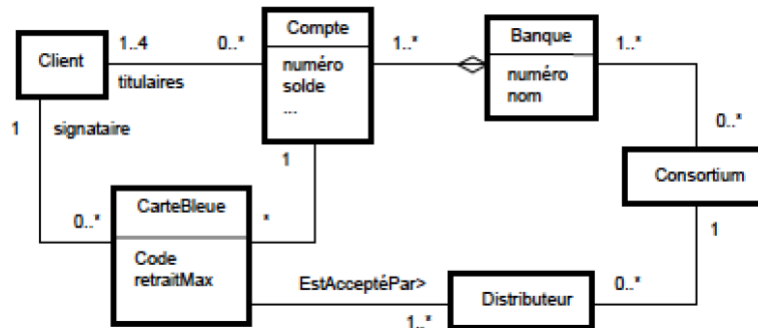 Client
1..4
titulaires
0..*
Compte
numéro
solde
...
1..*
Banque
numéro
nom
1..*
0..*
Consortium
1
1
signataire
0..*
CarteBleue
Code
retraitMax
*
1
EstAcceptéPar>
1..*
Distributeur
0..*